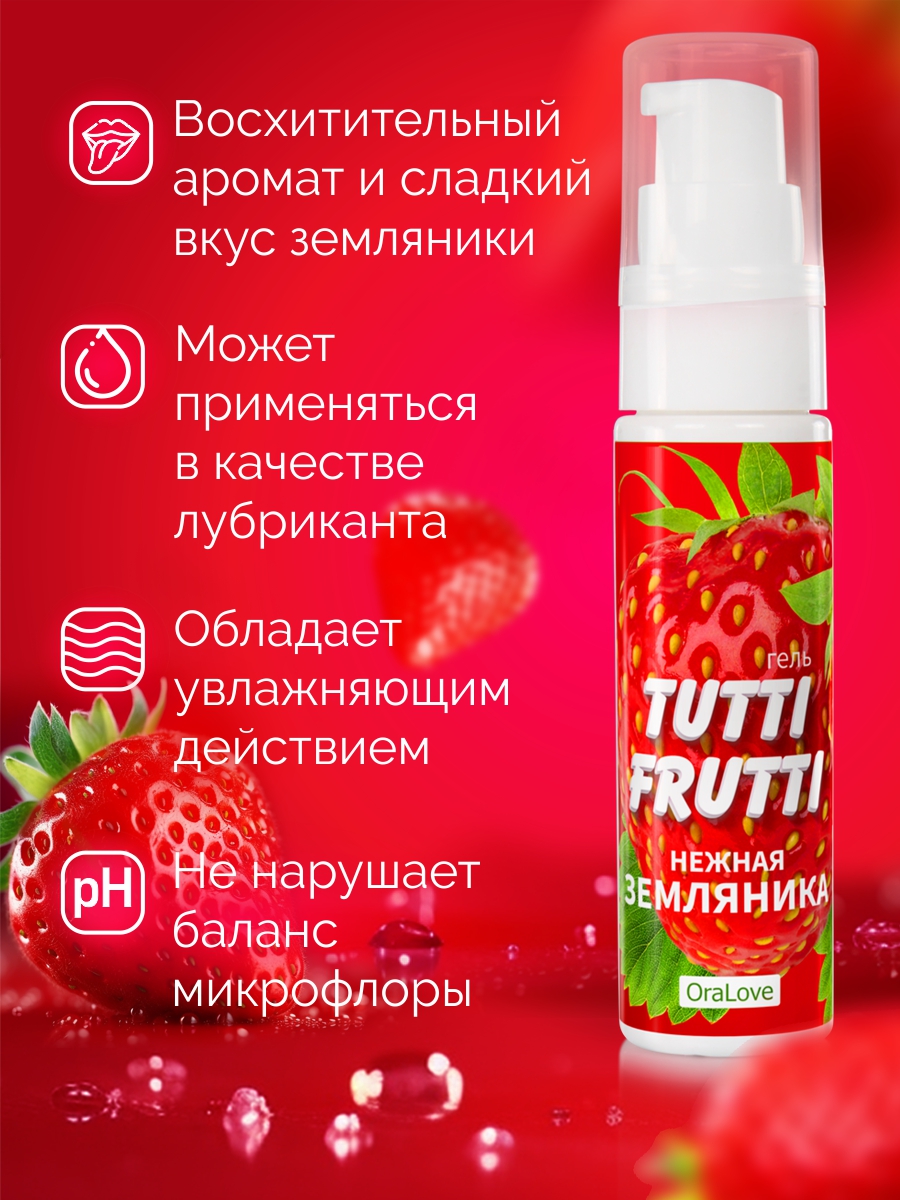 Восхитительный
аромат и сладкий
вкус земляники
Может
применяться
в качестве
лубриканта
Обладает
увлажняющим
действием
pH
Не нарушает
баланс
микрофлоры
гель
TUTTI
FRUTTI
НЕЖНАЯ
ЗЕМЛЯНИКА
OraLove